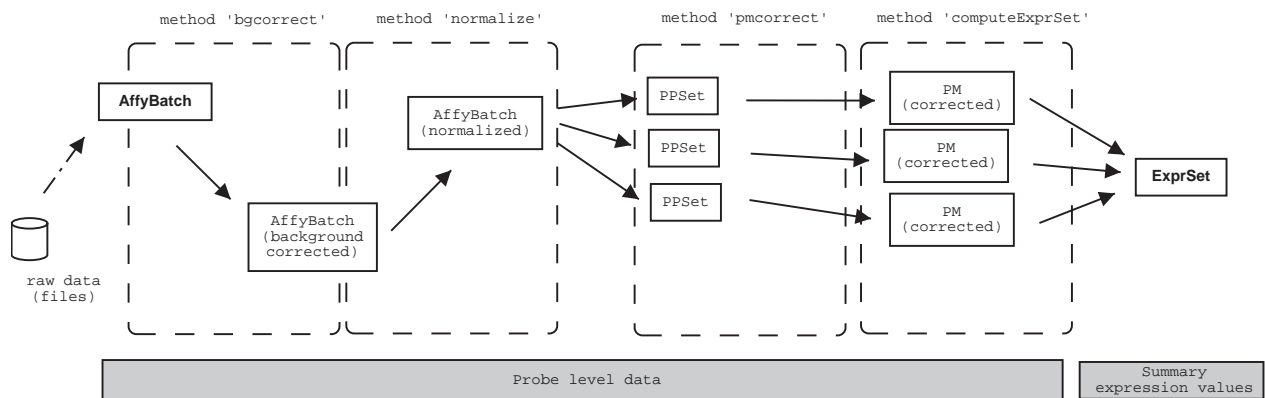 method 'bgcorrect'
method 'normalize'
method 'pmcorrect'
method 'computeExprSet'
AffyBatch
AffyBatch
(background
corrected)
AffyBatch
(normalized)
PPSet
PPSet
PPSet
PM
(corrected)
PM
(corrected)
PM
(corrected)
ExprSet
raw data
(files)
Probe level data
Summary
expression values